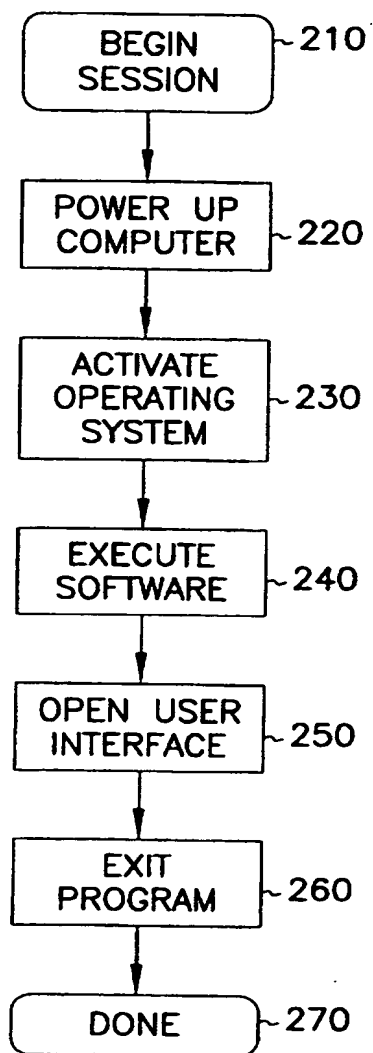 BEGIN
SESSION
210
POWER UP
COMPUTER
220
ACTIVATE
OPERATING
SYSTEM
230
EXECUTE
SOFTWARE
240
OPEN USER
INTERFACE
250
EXIT
PROGRAM
260
DONE
270